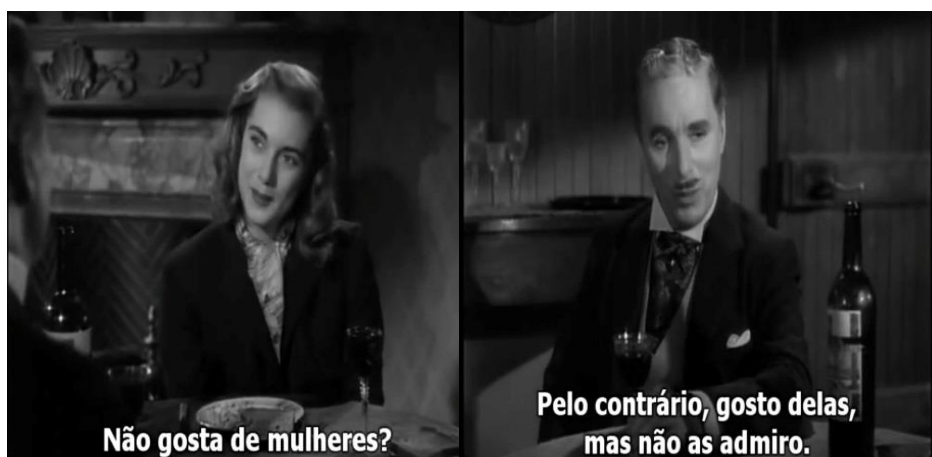 Não gosta de mulheres?
Pelo contrário, gosto delas,
mas não as admiro.